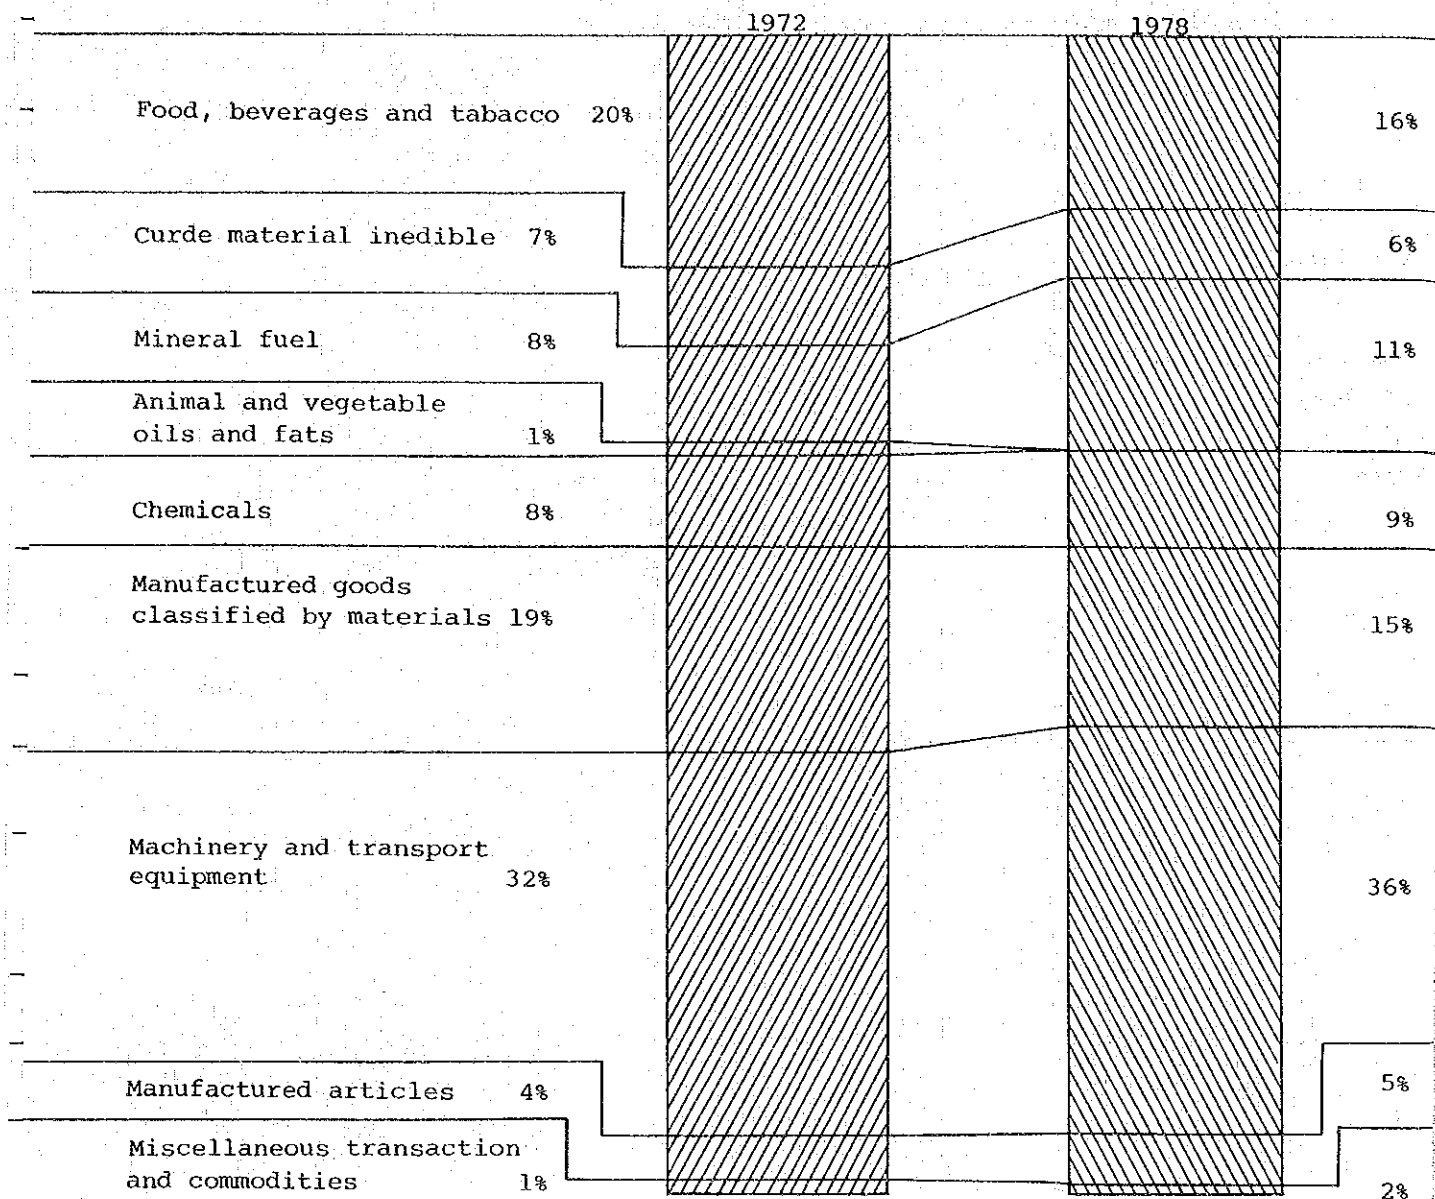 1972 1978
Food, beverages and tabacco 20% 16%
Curde material inedible 7% 6%
Mineral fuel 8% 11%
Animal and vegetable
oils and fats 1%
Chemicals 8% 9%
Manufactured goods
classified by materials 19% 15%
Machinery and transport
equipment 32% 36%
Manufactured articles 4% 5%
Miscellaneous transaction
and commodities 1% 2%